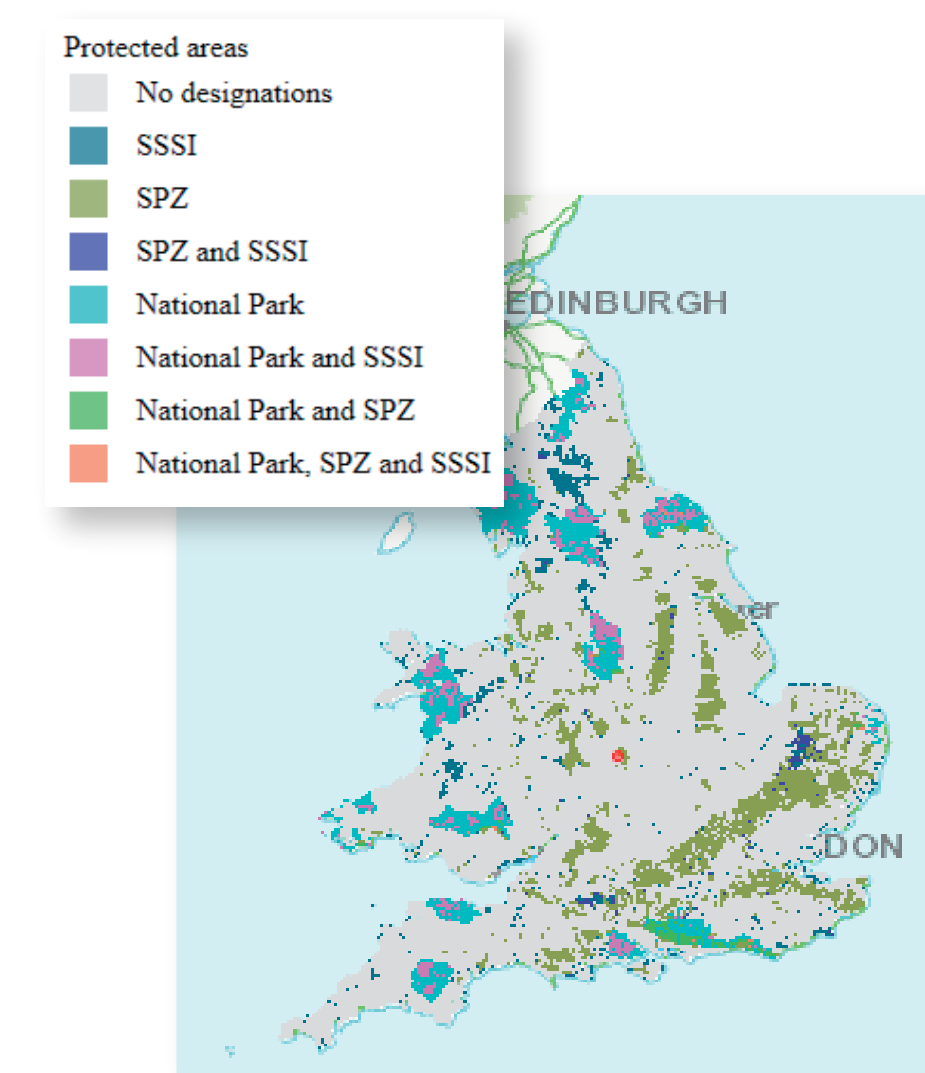 Protected areas
No designations
SSSI
SPZ
SPZ and SSSI
National Park
National Park and SSSI
National Park and SPZ
National Park, SPZ and SSSI
EDINBURGH
er
DON